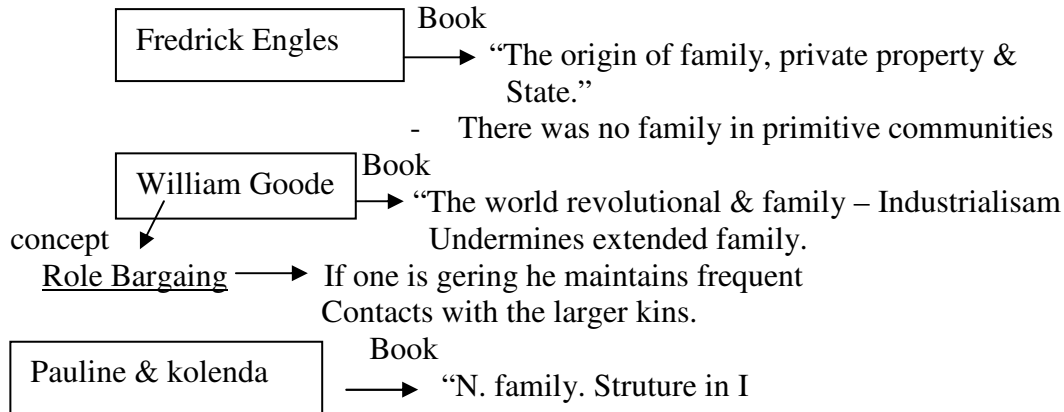 Book
Fredrick Engles
“The origin of family, private property &
State.”
- There was no family in primitive communities
Book
William Goode
“The world revolutional & family – Industrialisam
Undermines extended family.
concept
Role Bargaing
If one is gering he maintains frequent
Contacts with the larger kins.
Book
Pauline & kolenda
“N. family. Struture in I